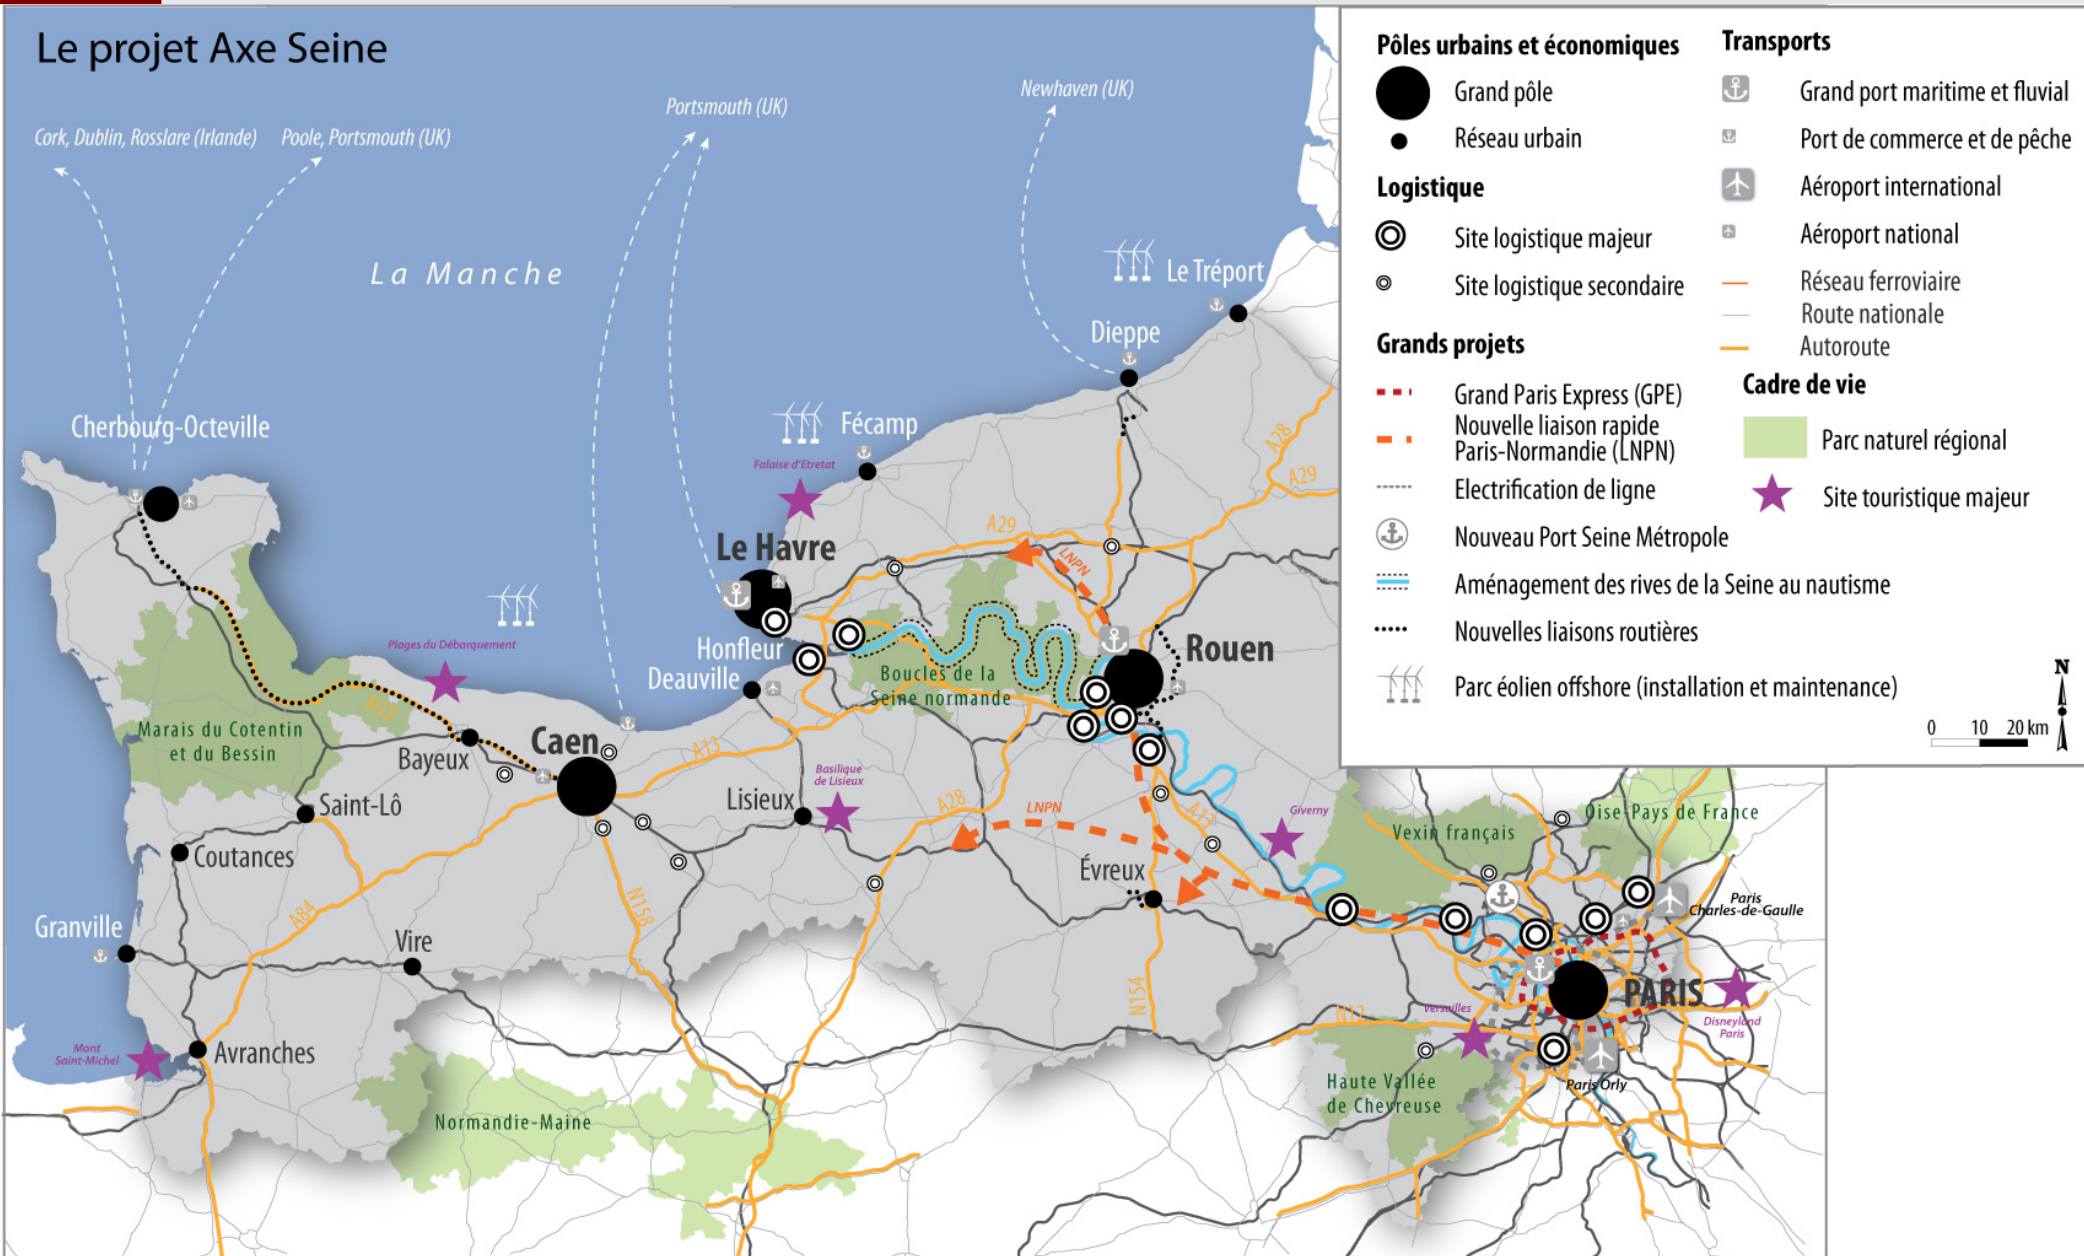 Le projet Axe Seine
Cork, Dublin, Rosslare (Irlande)
Poole, Portsmouth (UK)
Portsmouth (UK)
Newhaven (UK)
La Manche
Le Tréport
Dieppe
Cherbourg-Octeville
Fécamp
Falaise d'Etretat
A28
A29
A29
Le Havre
LNPN
Honfleur
Deauville
Rouen
Boucles de la
Seine normande
Plages du Débarquement
N13
Marais du Cotentin
et du Bessin
Bayeux
Caen
A13
Basilique
de Lisieux
Lisieux
A28
LNPN
A13
Giverny
Vexin français
Oise-Pays de France
Saint-Lô
Coutances
Évreux
Paris
Charles-de-Gaulle
A84
N158
Granville
Vire
N154
N12
PARIS
Versailles
Disneyland
Paris
Mont
Saint-Michel
Avranches
Paris Orly
Haute Vallée
de Chevreuse
Normandie-Maine
Pôles urbains et économiques
Grand pôle
Réseau urbain
Logistique
Site logistique majeur
Site logistique secondaire
Grands projets
Grand Paris Express (GPE)
Nouvelle liaison rapide
Paris-Normandie (LNPN)
Electrification de ligne
Nouveau Port Seine Métropole
Aménagement des rives de la Seine au nautisme
Nouvelles liaisons routières
Parc éolien offshore (installation et maintenance)
Transports
Grand port maritime et fluvial
Port de commerce et de pêche
Aéroport international
Aéroport national
Réseau ferroviaire
Route nationale
Autoroute
Cadre de vie
Parc naturel régional
Site touristique majeur
N
0 10 20 km